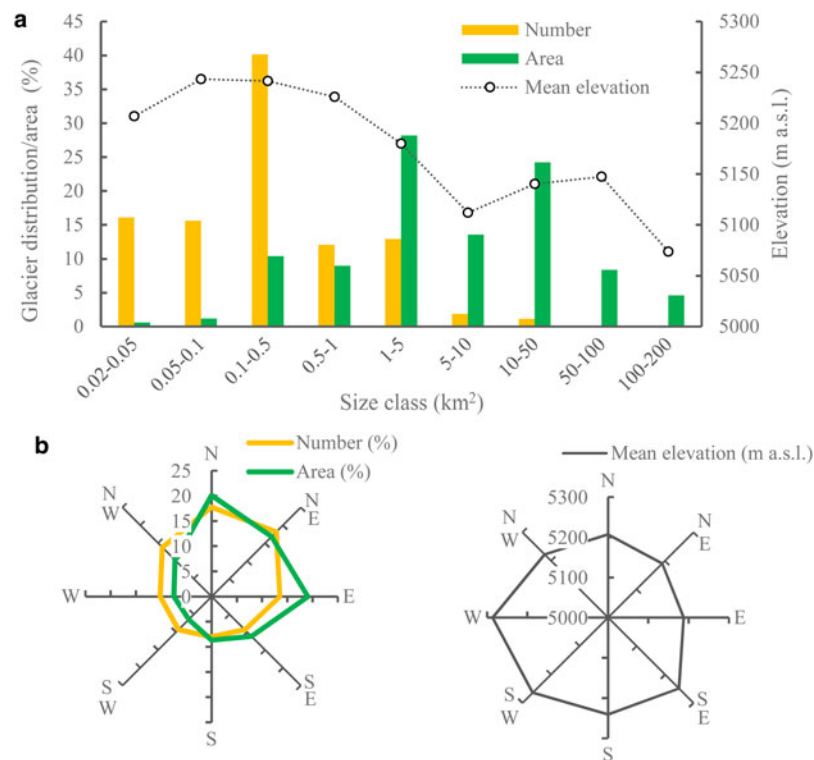 a
Number
Area
Mean elevation
Glacier distribution/area (%)
45
40
35
30
25
20
15
10
5
0
5300
5250
5200
5150
5100
5050
5000
Elevation (m a.s.l.)
0.02-0.05
0.05-0.1
0.1-0.5
0.5-1
1-5
5-10
10-50
50-100
100-200
Size class (km²)
b
Number (%)
Area (%)
N
25
20
15
10
5
0
N
E
E
S
E
S
S
W
W
N
W
Mean elevation (m a.s.l.)
N
5300
5200
5100
5000
N
E
E
S
E
S
S
W
W
N
W